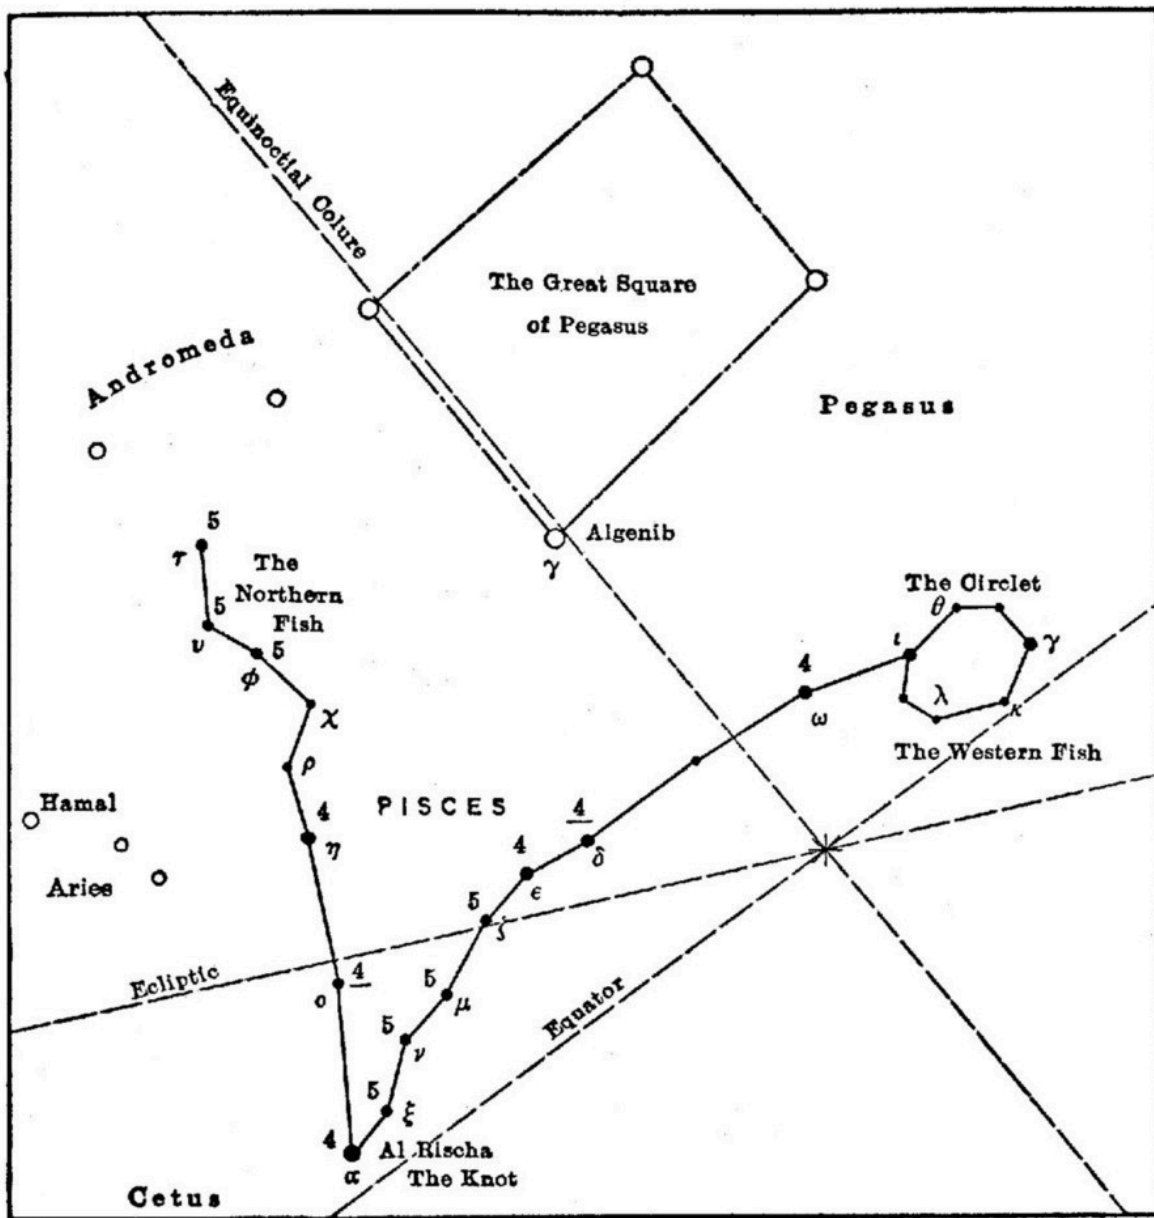 Equinoctial Colure
The Great Square
of Pegasus
Andromeda
Pegasus
Algenib
γ
5
τ
The
Northern
Fish
5
υ
5
φ
χ
ρ
The Circlet
θ
ι
γ
λ
κ
4
ω
The Western Fish
Hamal
Aries
PISCES
4
η
4
δ
4
ϵ
5
ζ
Ecliptic
4
ο
5
μ
Equator
5
ν
5
ξ
4
α
Al Rischa
The Knot
Cetus